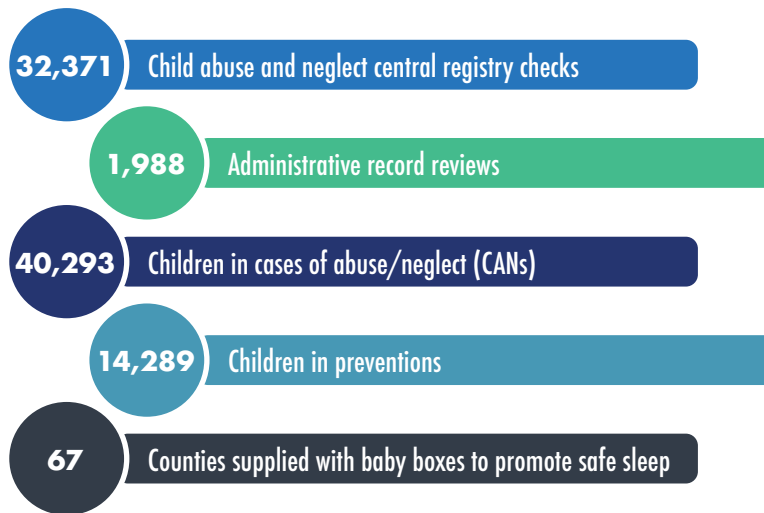 32,371 Child abuse and neglect central registry checks
1,988 Administrative record reviews
40,293 Children in cases of abuse/neglect (CANs)
14,289 Children in preventions
67 Counties supplied with baby boxes to promote safe sleep